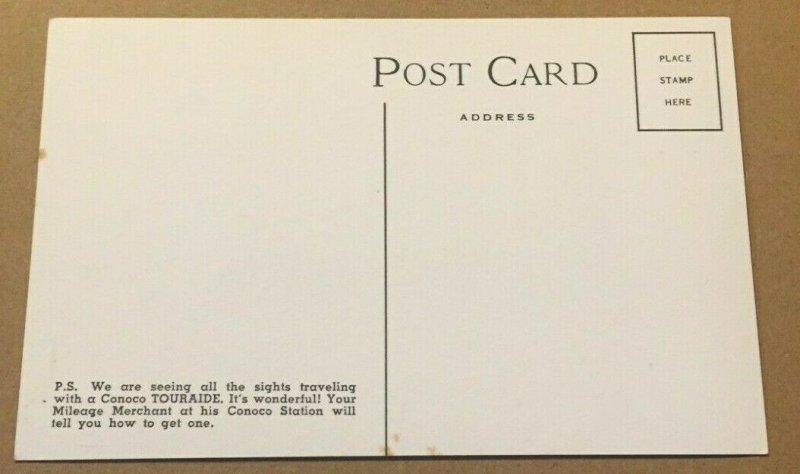 POST CARD
PLACE
STAMP
HERE
ADDRESS
P.S. We are seeing all the sights traveling
with a Conoco TOURAIDE. It's wonderful! Your
Mileage Merchant at his Conoco Station will
tell you how to get one.